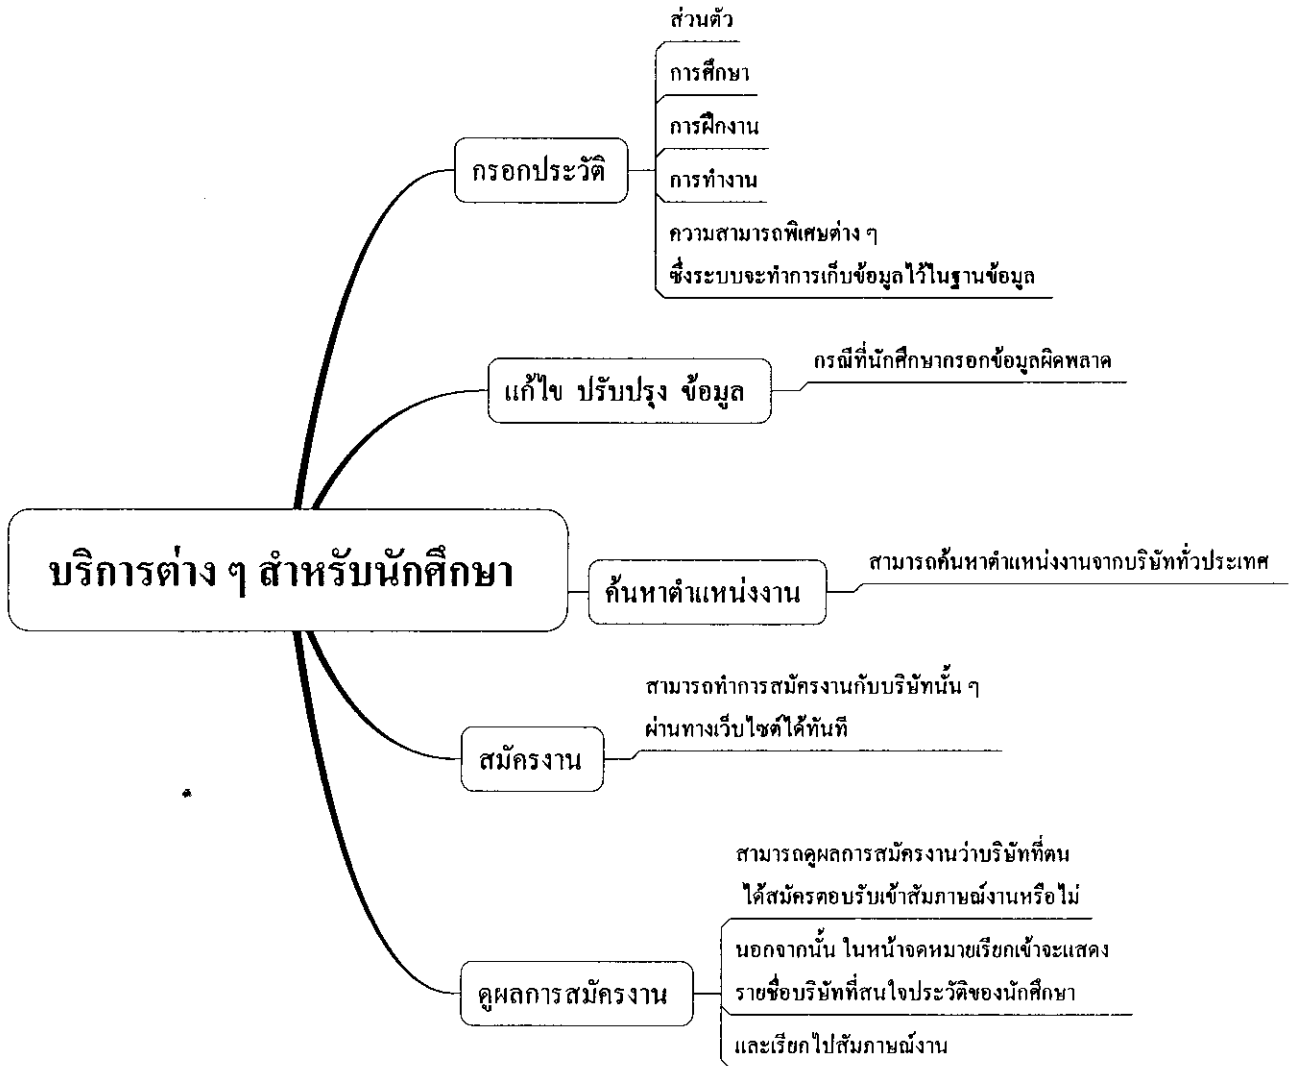 ส่วนตัว
การศึกษา
การฝึกงาน
กรอกประวัติ
การทำงาน
ความสามารถพิเศษต่าง ๆ
ซึ่งระบบจะทำการเก็บข้อมูลไว้ในฐานข้อมูล
แก้ไข ปรับปรุง ข้อมูล
กรณีที่นักศึกษากรอกข้อมูลผิดพลาด
บริการต่าง ๆ สำหรับนักศึกษา
ค้นหาตำแหน่งงาน
สามารถค้นหาตำแหน่งงานจากบริษัททั่วประเทศ
สมัครงาน
สามารถทำการสมัครงานกับบริษัทนั้น ๆ
ผ่านทางเว็บไซต์ได้ทันที
ดูผลการสมัครงาน
สามารถดูผลการสมัครงานว่าบริษัทที่ตน
ได้สมัครตอบรับเข้าสัมภาษณ์งานหรือไม่
นอกจากนั้น ในหน้าจดหมายเรียกเข้าจะแสดง
รายชื่อบริษัทที่สนใจประวัติของนักศึกษา
และเรียกไปสัมภาษณ์งาน